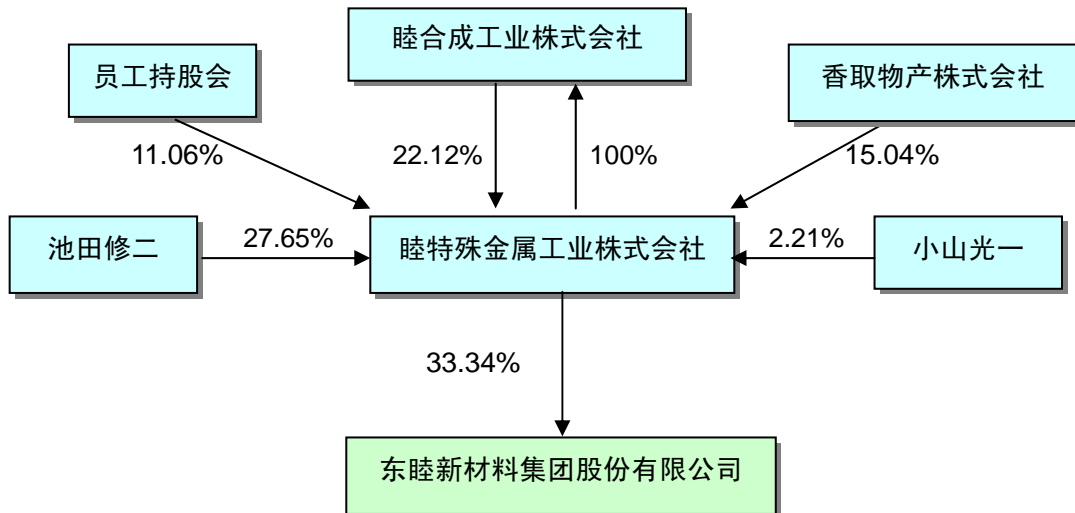 睦合成工业株式会社
员工持股会
香取物产株式会社
11.06%
22.12%
100%
15.04%
池田修二
27.65%
睦特殊金属工业株式会社
2.21%
小山光一
33.34%
东睦新材料集团股份有限公司